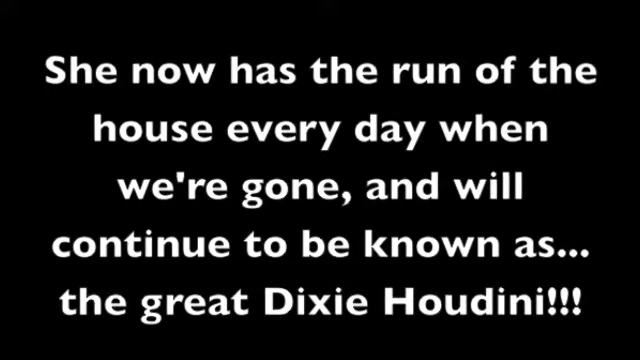 She now has the run of the
house every day when
we're gone, and will
continue to be known as...
the great Dixie Houdini!!!